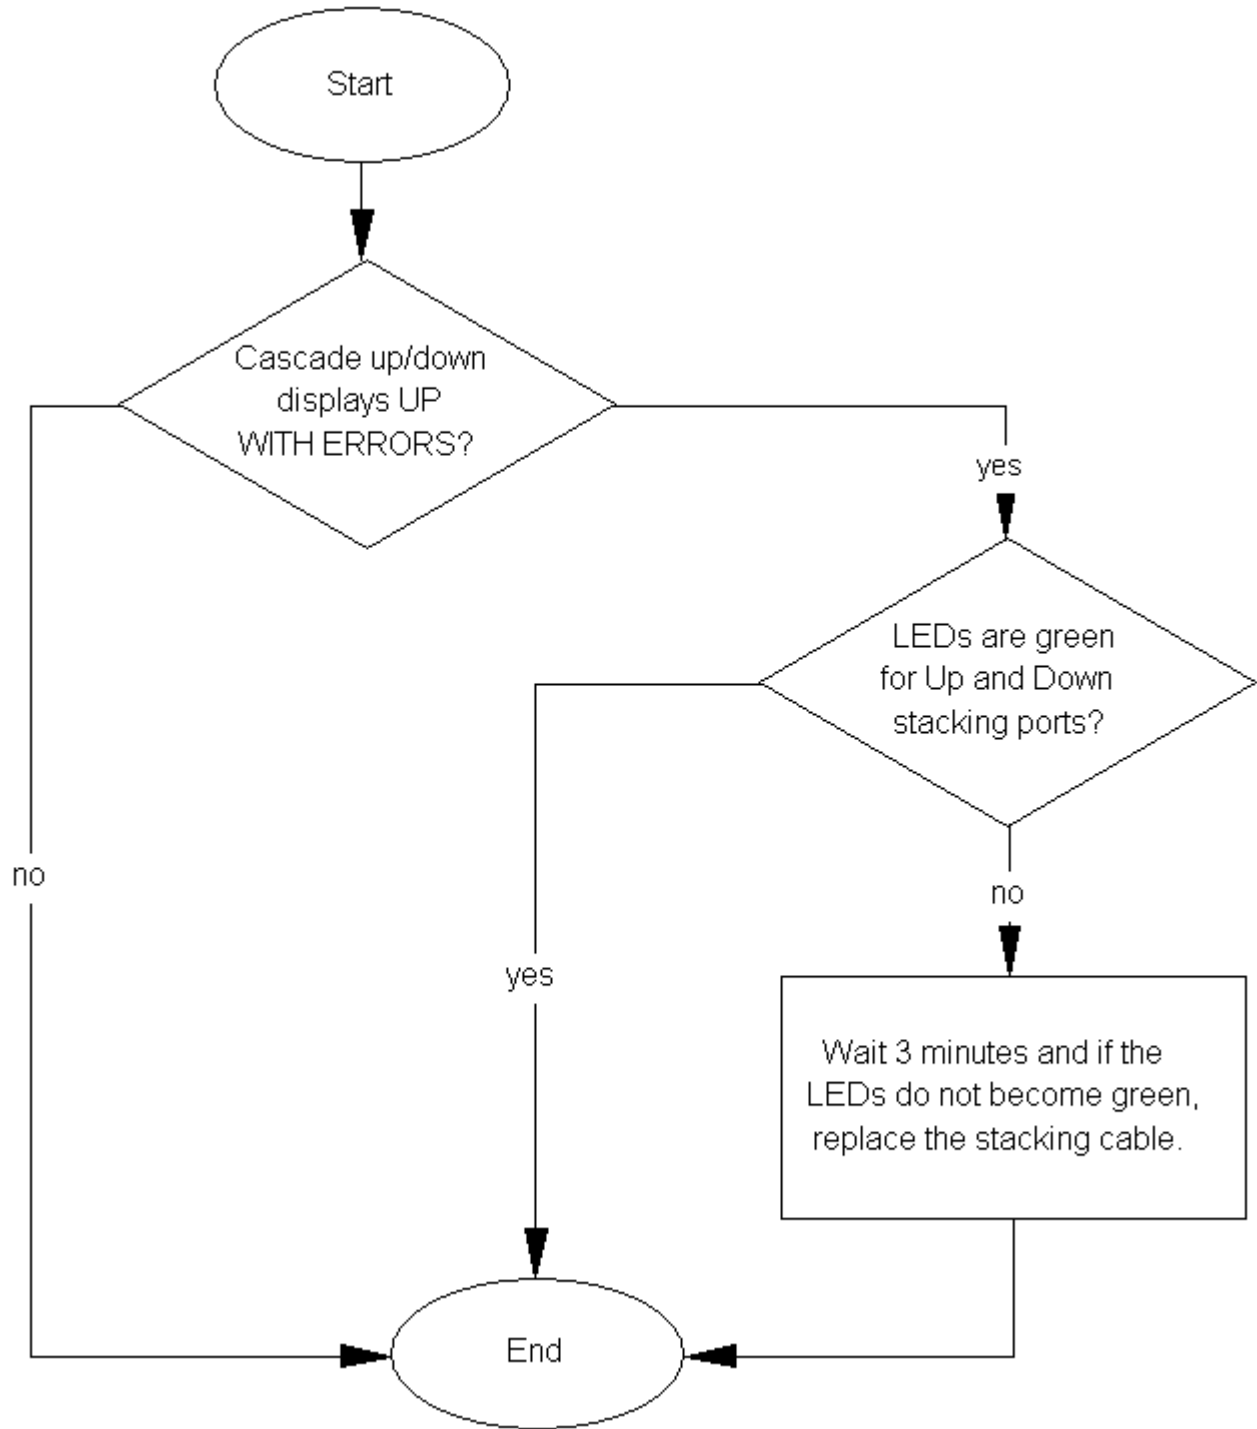 Start
Cascade up/down
displays UP
WITH ERRORS?
yes
LEDs are green
for Up and Down
stacking ports?
no
no
yes
Wait 3 minutes and if the
LEDs do not become green,
replace the stacking cable.
End